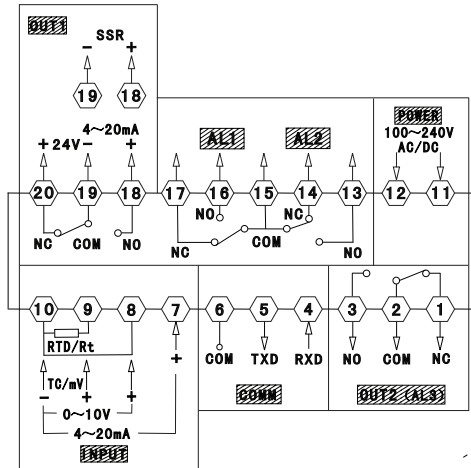 OUT1
SSR
- +
19 18
4~20mA
+ 24V - +
AL1 AL2
POWER
100~240V
AC/DC
20 19 18 17 16 15 14 13 12 11
NO NC
NC COM NO NC COM NO
10 9 8 7 6 5 4 3 2 1
RTD/Rt
+
COM TXD RXD NO COM NC
TC/mV
- + +
0~10V
4~20mA
COMM
OUT2 (AL3)
INPUT